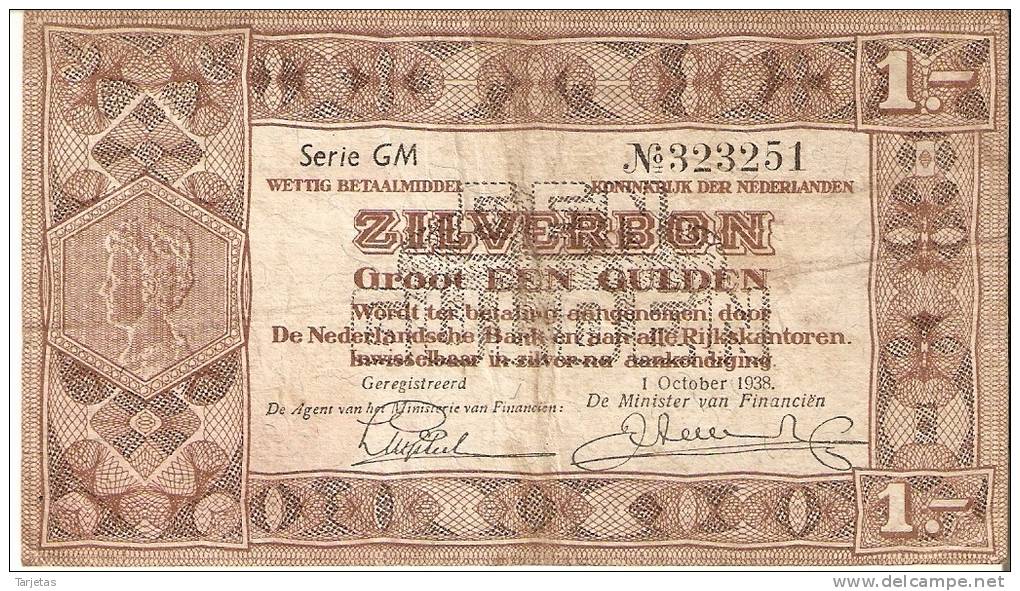 1.-
Serie GM № 323251
WETTIG BETAALMIDDEL KONINKRIJK DER NEDERLANDEN
ZILVERBON
Groot EEN GULDEN
Wordt ter betaling aangenomen door
De Nederlandsche Bank en aan alle Rijkskantoren.
Inwisselbaar in zilver na aankondiging.
Geregistreerd 1 October 1938.
De Agent van het Ministerie van Financiën: De Minister van Financiën
1.-
Tarjetas www.delcampe.net